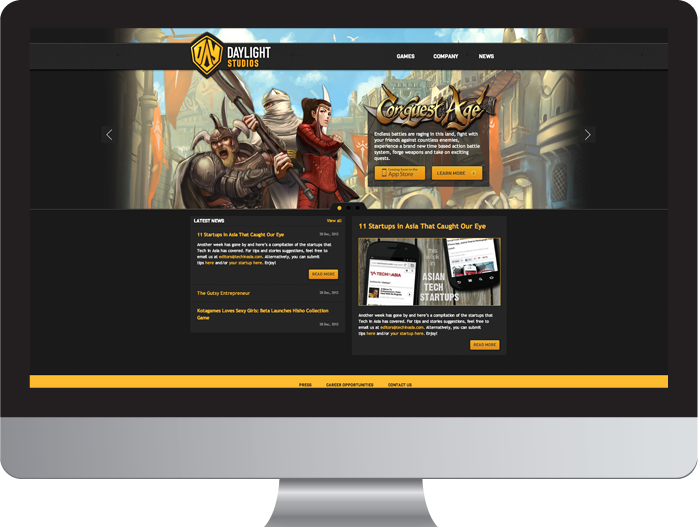 DAYLIGHT
STUDIOS
GAMES COMPANY NEWS
Conquest Age
Endless battles are raging in this land, fight with
your friends against countless enemies,
experience a brand new time based action battle
system, forge weapons and take on exciting
quests.
App Store
LEARN MORE
LATEST NEWS View all
11 Startups In Asia That Caught Our Eye
28 Dec, 2012
Another week has gone by and here's a compilation of the startups that
Tech in Asia has covered. For tips and stories suggestions, feel free to
email us at editors@techinasia.com. Alternatively, you can submit
tips here and/or your startup here. Enjoy!
READ MORE
The Gutsy Entrepreneur
28 Dec, 2012
Kotagames Loves Sexy Girls: Beta Launches Hisho Collection
Game
28 Dec, 2012
11 Startups In Asia That Caught Our Eye
TECHINASIA
ASIAN
TECH
STARTUPS
Another week has gone by and here's a compilation of the startups that
Tech in Asia has covered. For tips and stories suggestions, feel free to
email us at editors@techinasia.com. Alternatively, you can submit
tips here and/or your startup here. Enjoy!
READ MORE
PRESS CAREER OPPORTUNITIES CONTACT US